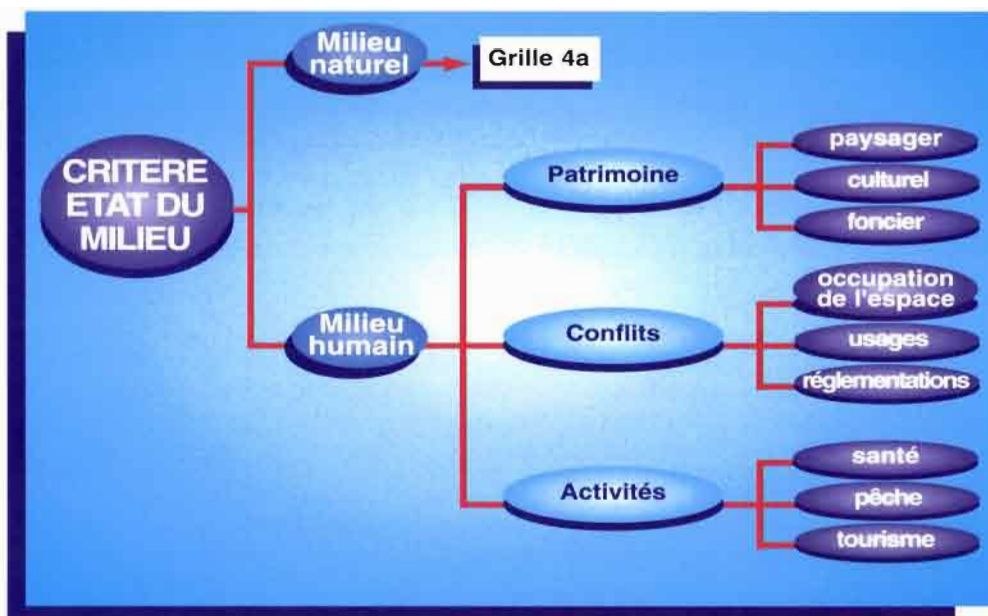 CRITERE
ETAT DU
MILIEU
Milieu
naturel
Grille 4a
Milieu
humain
Patrimoine
paysager
culturel
foncier
Conflits
occupation
de l'espace
usages
réglementations
Activités
santé
pêche
tourisme